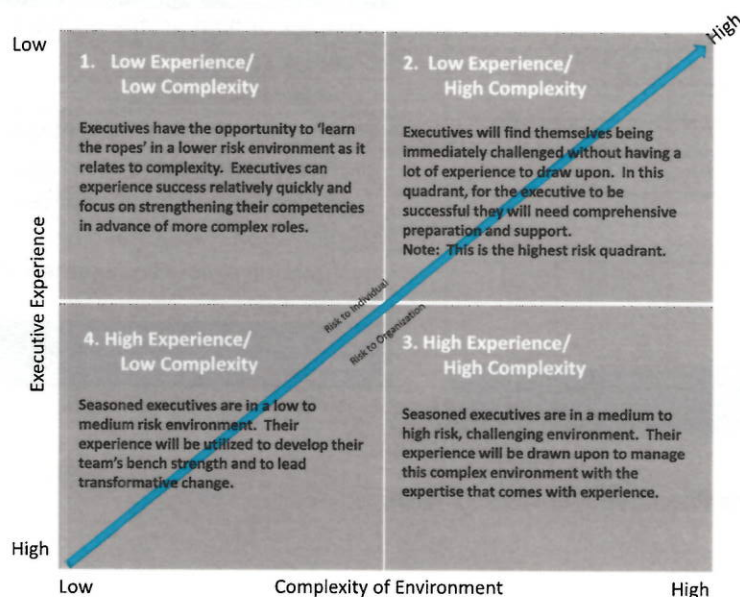 Low
High
1. Low Experience/
Low Complexity
Executives have the opportunity to 'learn
the ropes' in a lower risk environment as it
relates to complexity. Executives can
experience success relatively quickly and
focus on strengthening their competencies
in advance of more complex roles.
2. Low Experience/
High Complexity
Executives will find themselves being
immediately challenged without having a
lot of experience to draw upon. In this
quadrant, for the executive to be
successful they will need comprehensive
preparation and support.
Note: This is the highest risk quadrant.
Executive Experience
Risk to Individual
Risk to Organization
4. High Experience/
Low Complexity
Seasoned executives are in a low to
medium risk environment. Their
experience will be utilized to develop their
team's bench strength and to lead
transformative change.
3. High Experience/
High Complexity
Seasoned executives are in a medium to
high risk, challenging environment. Their
experience will be drawn upon to manage
this complex environment with the
expertise that comes with experience.
High
Low
Complexity of Environment
High